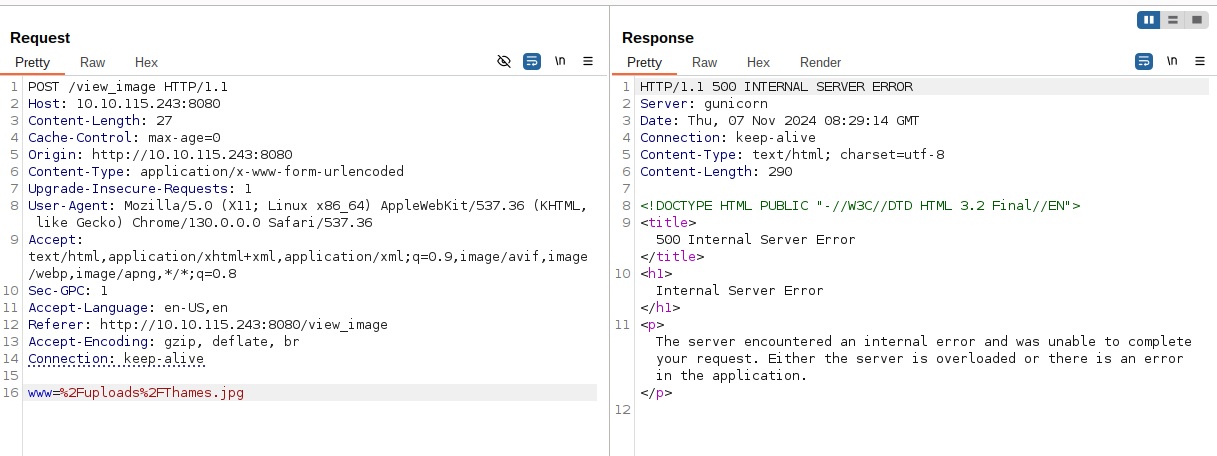 Request
Pretty Raw Hex \n
1 POST /view_image HTTP/1.1
2 Host: 10.10.115.243:8080
3 Content-Length: 27
4 Cache-Control: max-age=0
5 Origin: http://10.10.115.243:8080
6 Content-Type: application/x-www-form-urlencoded
7 Upgrade-Insecure-Requests: 1
8 User-Agent: Mozilla/5.0 (X11; Linux x86_64) AppleWebKit/537.36 (KHTML,
like Gecko) Chrome/130.0.0.0 Safari/537.36
9 Accept:
text/html,application/xhtml+xml,application/xml;q=0.9,image/avif,image
/webp,image/apng,*/*;q=0.8
10 Sec-GPC: 1
11 Accept-Language: en-US,en
12 Referer: http://10.10.115.243:8080/view_image
13 Accept-Encoding: gzip, deflate, br
14 Connection: keep-alive
15
16 www=%2Fuploads%2FThames.jpg
Response
Pretty Raw Hex Render \n
1 HTTP/1.1 500 INTERNAL SERVER ERROR
2 Server: gunicorn
3 Date: Thu, 07 Nov 2024 08:29:14 GMT
4 Connection: keep-alive
5 Content-Type: text/html; charset=utf-8
6 Content-Length: 290
7
8 <!DOCTYPE HTML PUBLIC "-//W3C//DTD HTML 3.2 Final//EN">
9 <title>
500 Internal Server Error
</title>
10 <h1>
Internal Server Error
</h1>
11 <p>
The server encountered an internal error and was unable to complete
your request. Either the server is overloaded or there is an error
in the application.
</p>
12